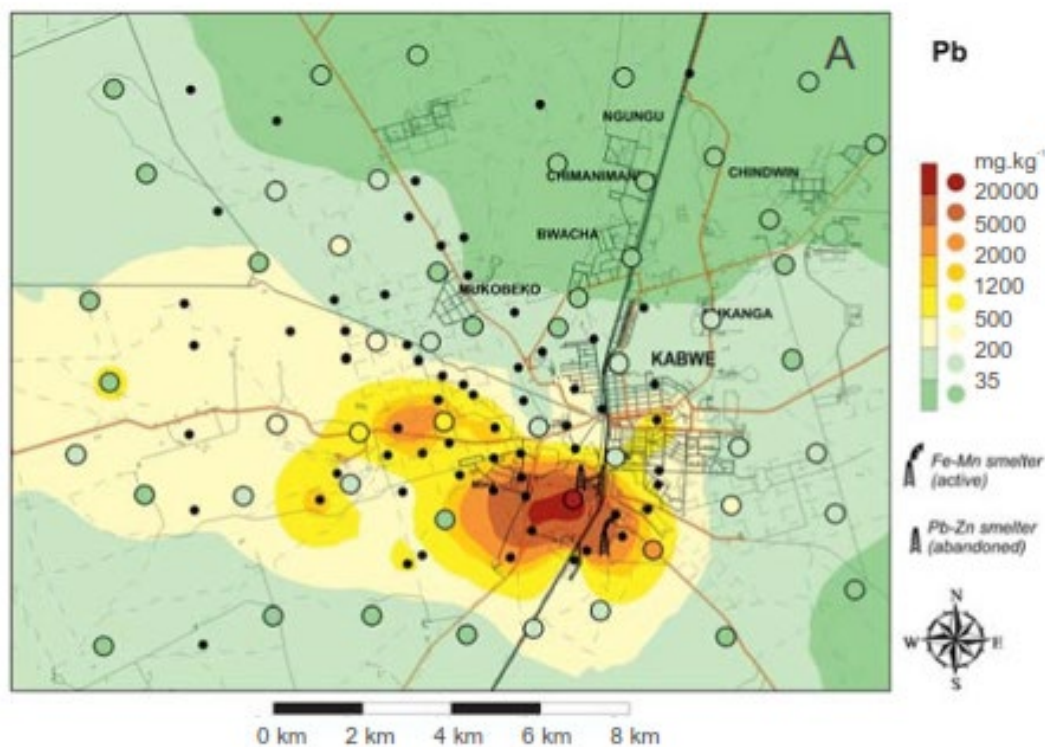 A
Pb
NGUNGU
CHIMANIMANI
CHINDWIN
BWACHA
MUKOBEKO
KABWE
mg.kg⁻¹
20000
5000
2000
1200
500
200
35
Fe-Mn smelter
(active)
Pb-Zn smelter
(abandoned)
N
W E
S
0 km 2 km 4 km 6 km 8 km